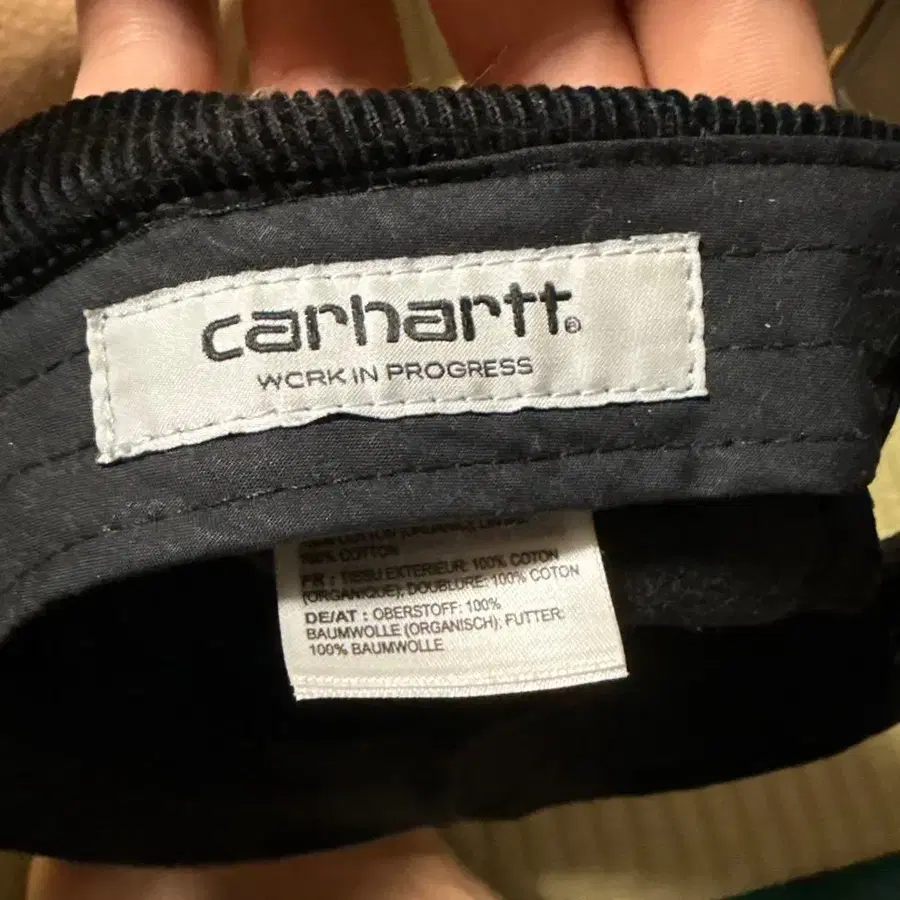 carhartt®
WORK IN PROGRESS
100% COTTON
FR : TISSU EXTERIEUR: 100% COTON
(ORGANIQUE); DOUBLURE: 100% COTON
DE/AT : OBERSTOFF: 100%
BAUMWOLLE (ORGANISCH); FUTTER:
100% BAUMWOLLE